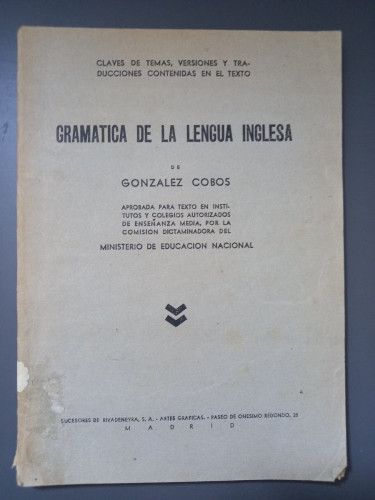 CLAVES DE TEMAS, VERSIONES Y TRA-
DUCCIONES CONTENIDAS EN EL TEXTO
GRAMATICA DE LA LENGUA INGLESA
DE
GONZALEZ COBOS
APROBADA PARA TEXTO EN INSTI-
TUTOS Y COLEGIOS AUTORIZADOS
DE ENSEÑANZA MEDIA, POR LA
COMISION DICTAMINADORA DEL
MINISTERIO DE EDUCACION NACIONAL
SUCESORES DE RIVADENEYRA, S. A. - ARTES GRAFICAS. - PASEO DE ONESIMO REDONDO, 26
MADRID